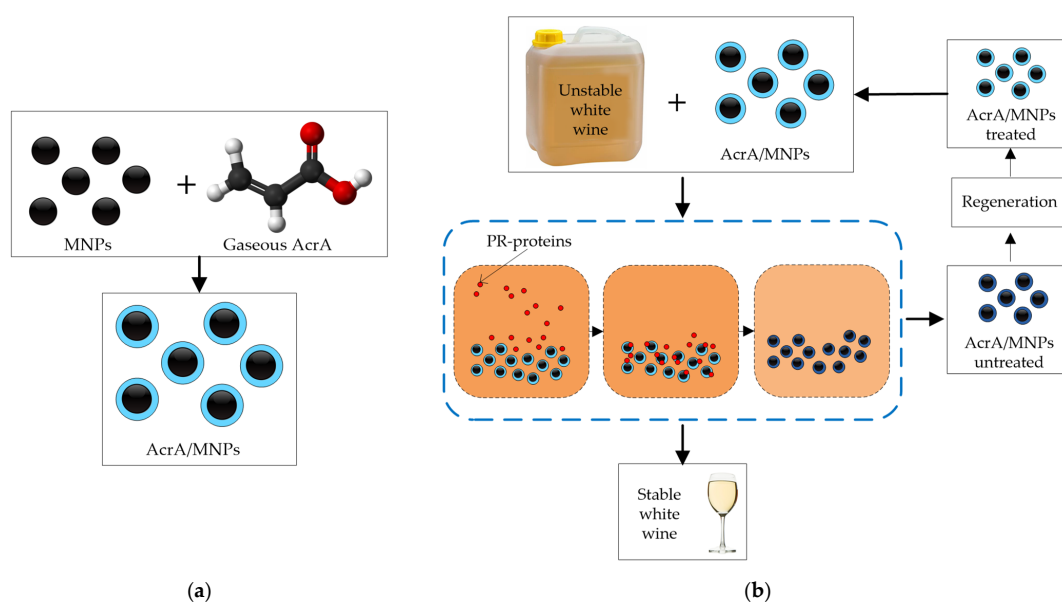 MNPs
+
Gaseous AcrA
AcrA/MNPs
(a)
Unstable
white
wine
+
AcrA/MNPs
AcrA/MNPs
treated
Regeneration
AcrA/MNPs
untreated
PR-proteins
Stable
white
wine
(b)